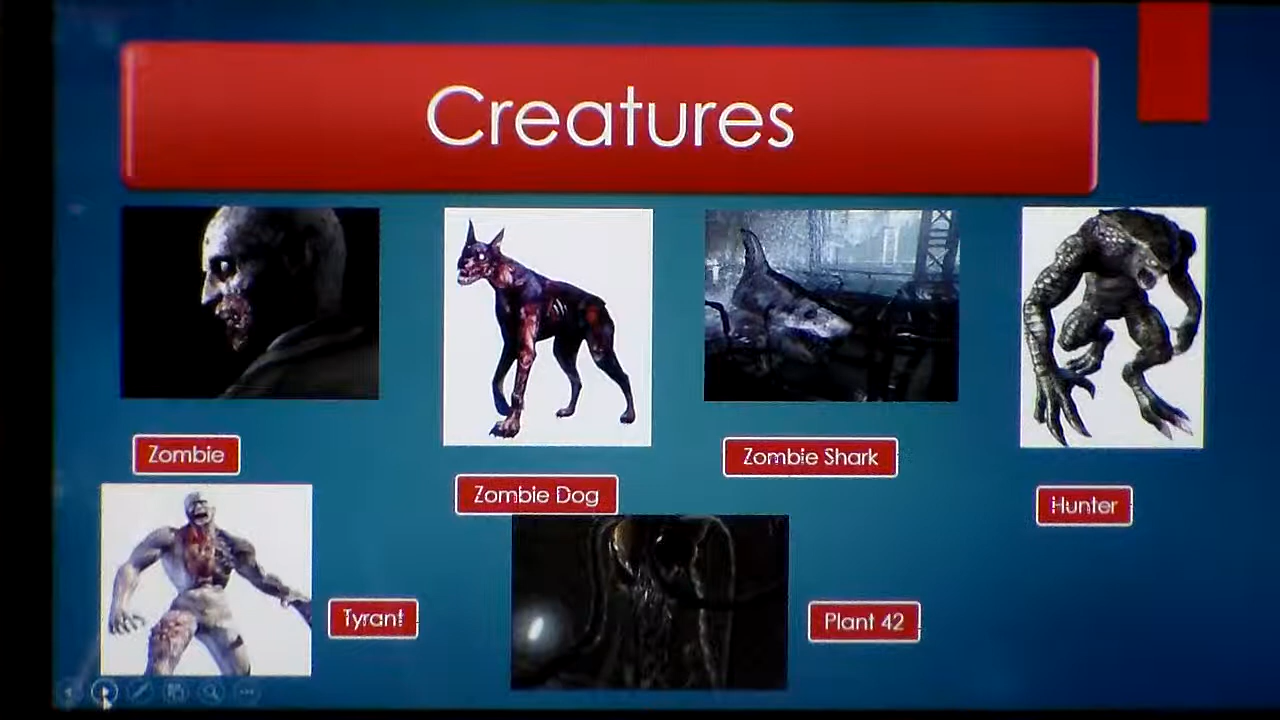 Creatures
Zombie
Zombie Dog
Zombie Shark
Hunter
Tyrant
Plant 42